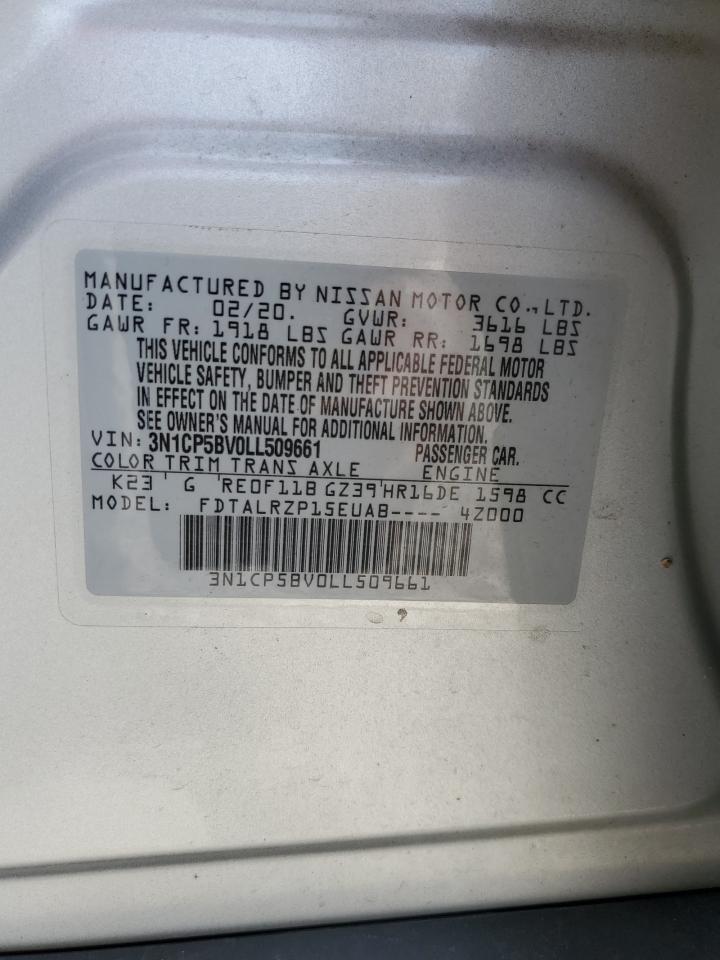 MANUFACTURED BY NISSAN MOTOR CO.,LTD.
DATE: 02/20. GVWR: 3616 LBS
GAWR FR: 1918 LBS GAWR RR: 1698 LBS
THIS VEHICLE CONFORMS TO ALL APPLICABLE FEDERAL MOTOR
VEHICLE SAFETY, BUMPER AND THEFT PREVENTION STANDARDS
IN EFFECT ON THE DATE OF MANUFACTURE SHOWN ABOVE.
SEE OWNER'S MANUAL FOR ADDITIONAL INFORMATION.
VIN: 3N1CP5BV0LL509661 PASSENGER CAR.
COLOR TRIM TRANS AXLE ENGINE
K23 G RE0F11B GZ39 HR16DE 1598 CC
MODEL: FDTALRZP15EUAB---- 4Z000
3N1CP5BV0LL509661